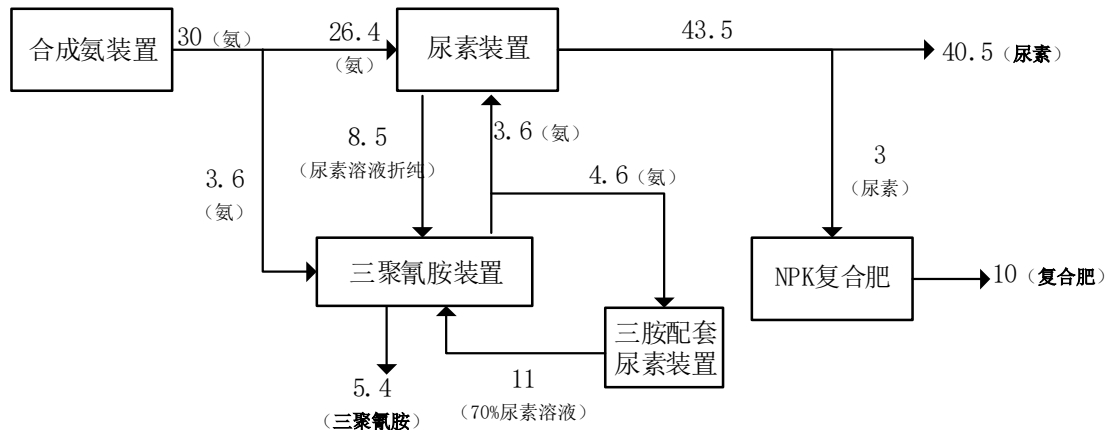 合成氨装置
30（氨）
26.4
（氨）
尿素装置
43.5
40.5（尿素）
8.5
（尿素溶液折纯）
3.6（氨）
4.6（氨）
3
（尿素）
3.6
（氨）
三聚氰胺装置
NPK复合肥
10（复合肥）
三胺配套
尿素装置
5.4
（三聚氰胺）
11
（70%尿素溶液）